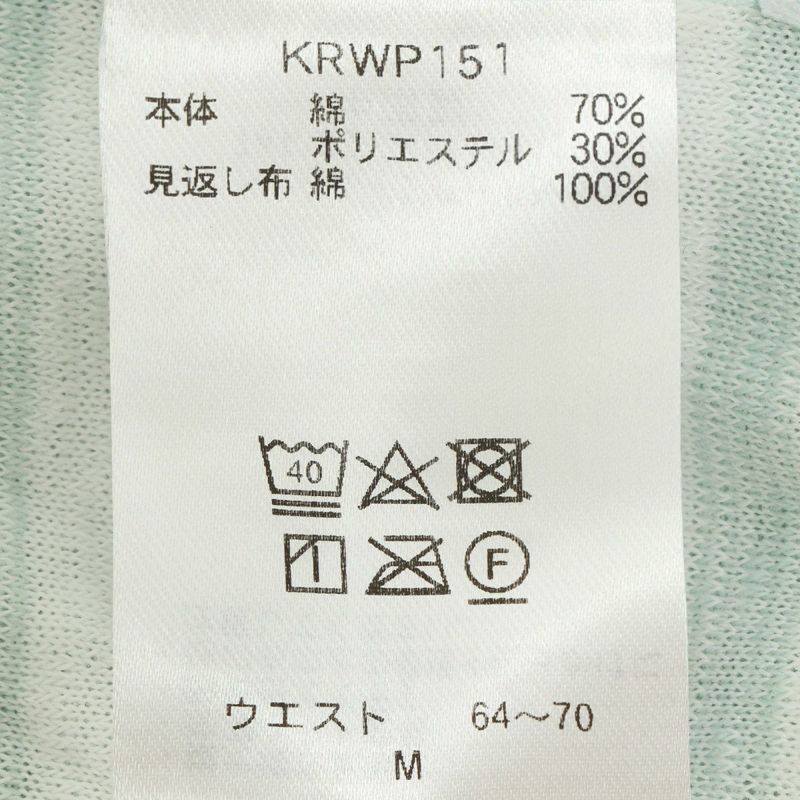 KRWP151
本体 綿 70%
ポリエステル 30%
見返し布 綿 100%
40
F
ウエスト 64～70
M